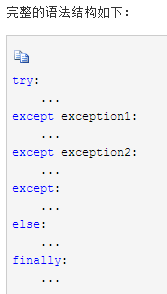 完整的语法结构如下：
try:
    ...
except exception1:
    ...
except exception2:
    ...
except:
    ...
else:
    ...
finally:
    ...